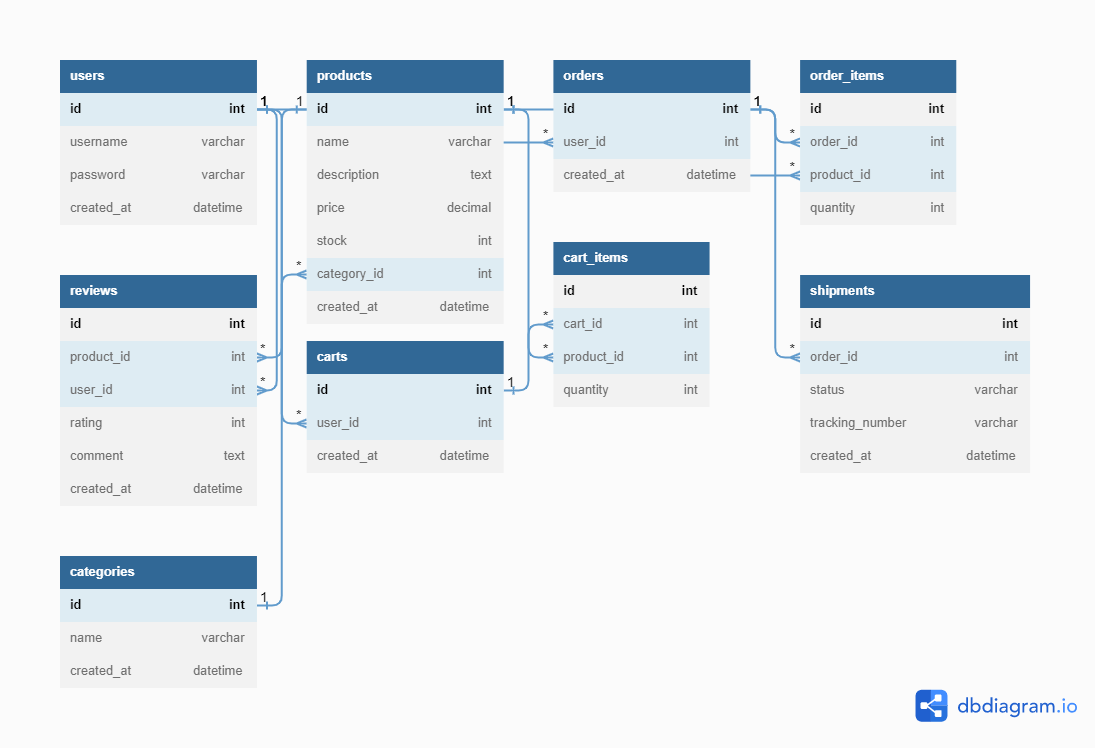 users
id int
username varchar
password varchar
created_at datetime
products
id int
name varchar
description text
price decimal
stock int
category_id int
created_at datetime
orders
id int
user_id int
created_at datetime
order_items
id int
order_id int
product_id int
quantity int
reviews
id int
product_id int
user_id int
rating int
comment text
created_at datetime
carts
id int
user_id int
created_at datetime
cart_items
id int
cart_id int
product_id int
quantity int
shipments
id int
order_id int
status varchar
tracking_number varchar
created_at datetime
categories
id int
name varchar
created_at datetime
1
1
1
1
*
*
*
*
*
*
*
*
*
*
1
1
dbdiagram.io